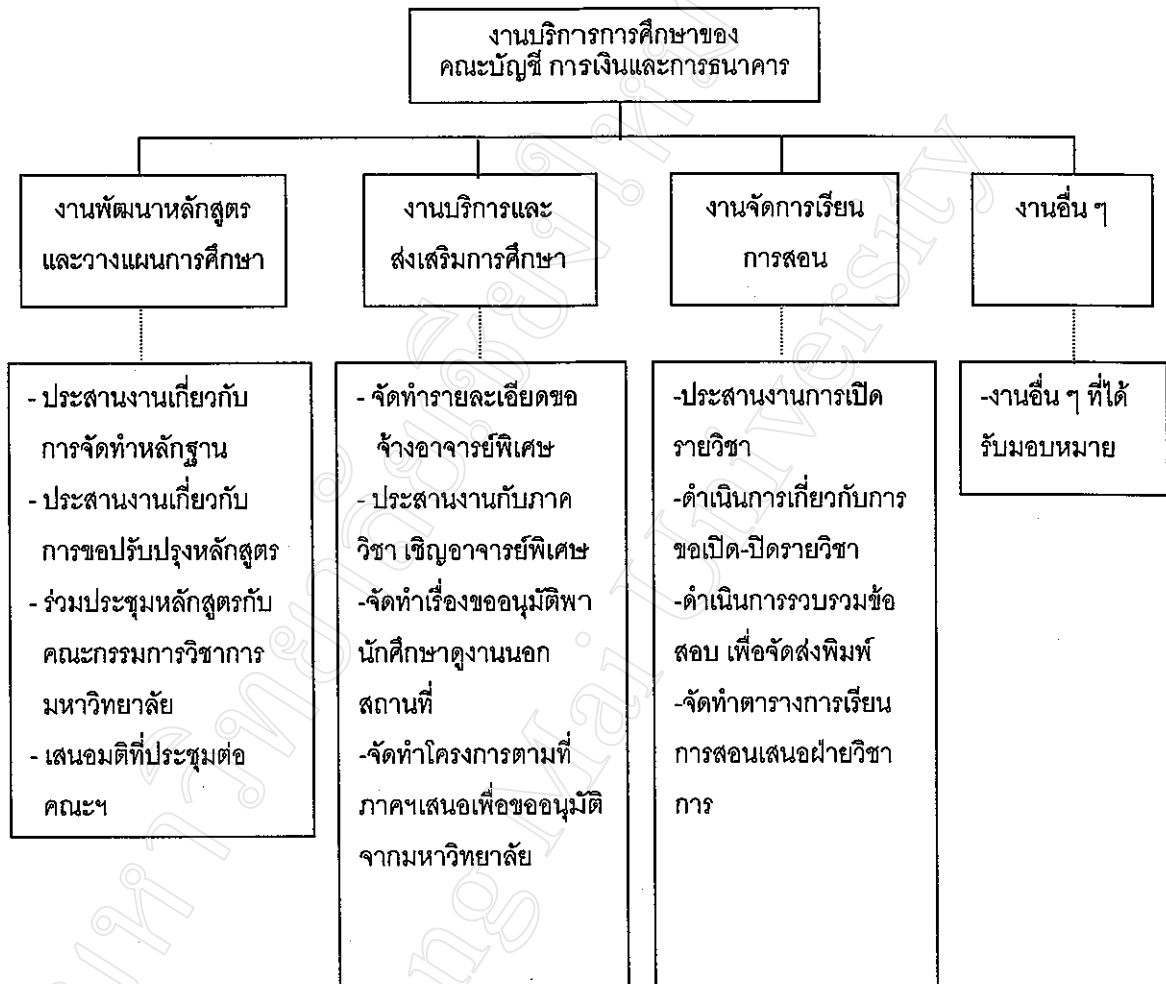 งานบริการการศึกษาของ
คณะบัญชี การเงินและการธนาคาร
งานพัฒนาหลักสูตร
และวางแผนการศึกษา
งานบริการและ
ส่งเสริมการศึกษา
งานจัดการเรียน
การสอน
งานอื่น ๆ
- ประสานงานเกี่ยวกับ
การจัดทำหลักฐาน
- ประสานงานเกี่ยวกับ
การขอปรับปรุงหลักสูตร
- ร่วมประชุมหลักสูตรกับ
คณะกรรมการวิชาการ
มหาวิทยาลัย
- เสนอมติที่ประชุมต่อ
คณะฯ
- จัดทำรายละเอียดขอ
จ้างอาจารย์พิเศษ
- ประสานงานกับภาค
วิชา เชิญอาจารย์พิเศษ
-จัดทำเรื่องขออนุมัติพา
นักศึกษาดูงานนอก
สถานที่
-จัดทำโครงการตามที่
ภาคฯเสนอเพื่อขออนุมัติ
จากมหาวิทยาลัย
-ประสานงานการเปิด
รายวิชา
-ดำเนินการเกี่ยวกับการ
ขอเปิด-ปิดรายวิชา
-ดำเนินการรวบรวมข้อ
สอบ เพื่อจัดส่งพิมพ์
-จัดทำตารางการเรียน
การสอนเสนอฝ่ายวิชา
การ
-งานอื่น ๆ ที่ได้
รับมอบหมาย
Mai University